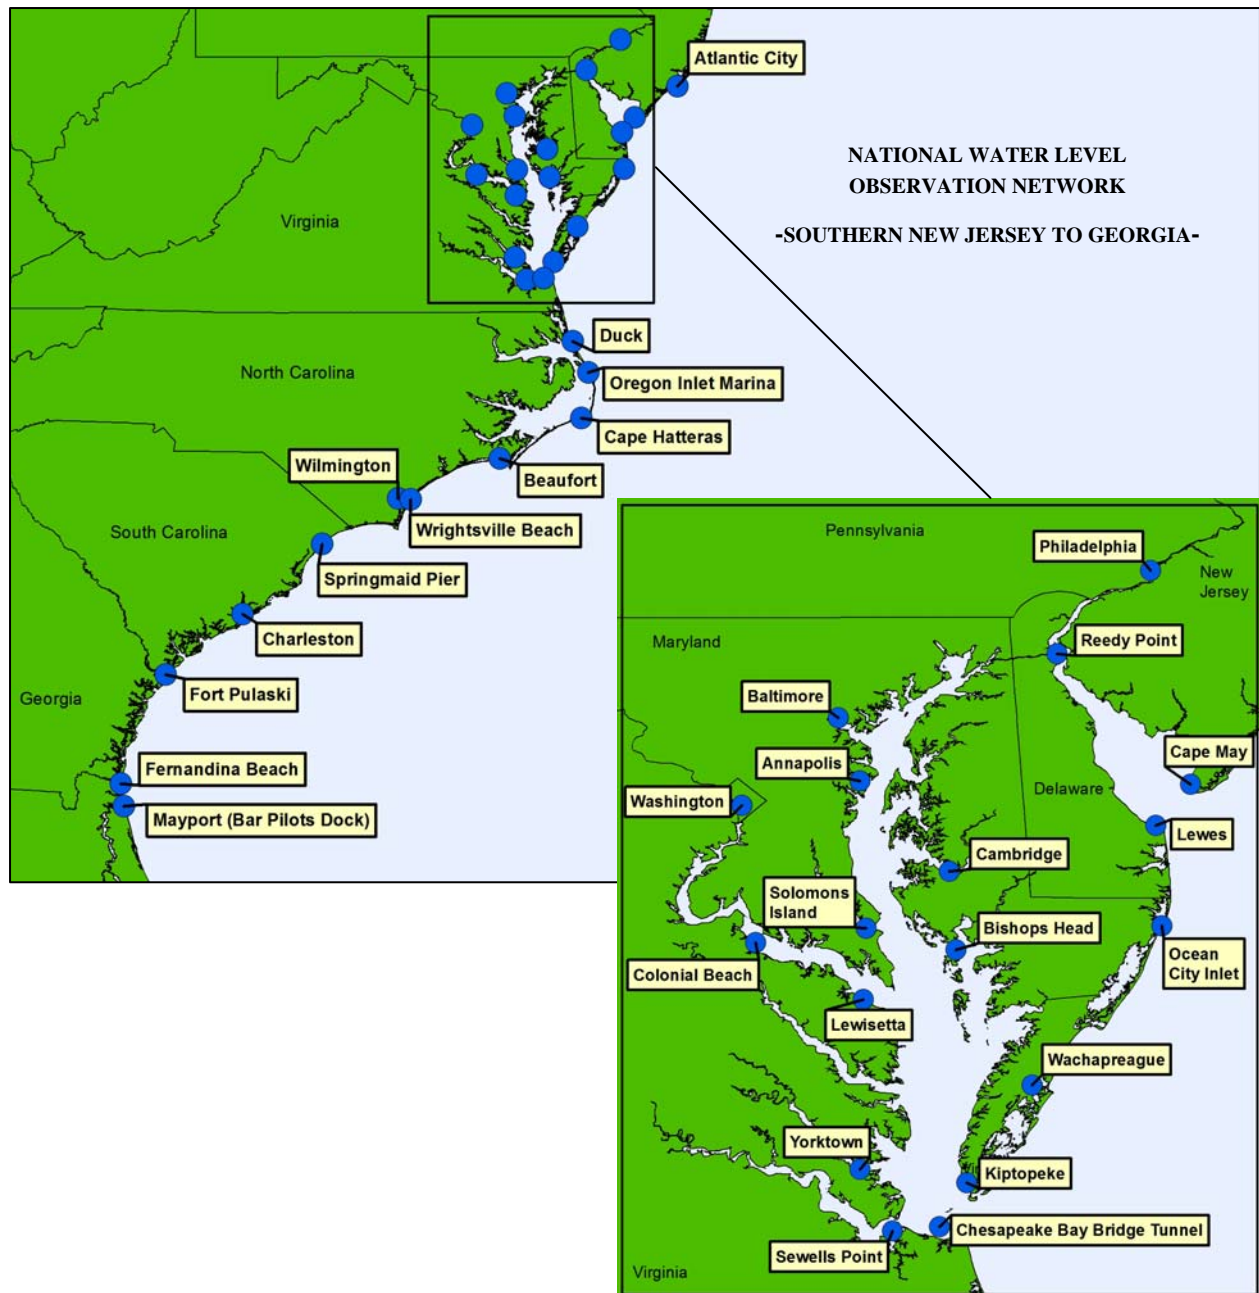 Atlantic City
NATIONAL WATER LEVEL
OBSERVATION NETWORK
-SOUTHERN NEW JERSEY TO GEORGIA-
Virginia
Duck
North Carolina
Oregon Inlet Marina
Cape Hatteras
Wilmington
Beaufort
Wrightsville Beach
South Carolina
Springmaid Pier
Charleston
Georgia
Fort Pulaski
Fernandina Beach
Mayport (Bar Pilots Dock)
Pennsylvania
Philadelphia
New
Jersey
Maryland
Reedy Point
Baltimore
Cape May
Annapolis
Washington
Delaware
Lewes
Cambridge
Solomons
Island
Bishops Head
Ocean
City Inlet
Colonial Beach
Lewisetta
Wachapreague
Yorktown
Kiptopeke
Chesapeake Bay Bridge Tunnel
Sewells Point
Virginia